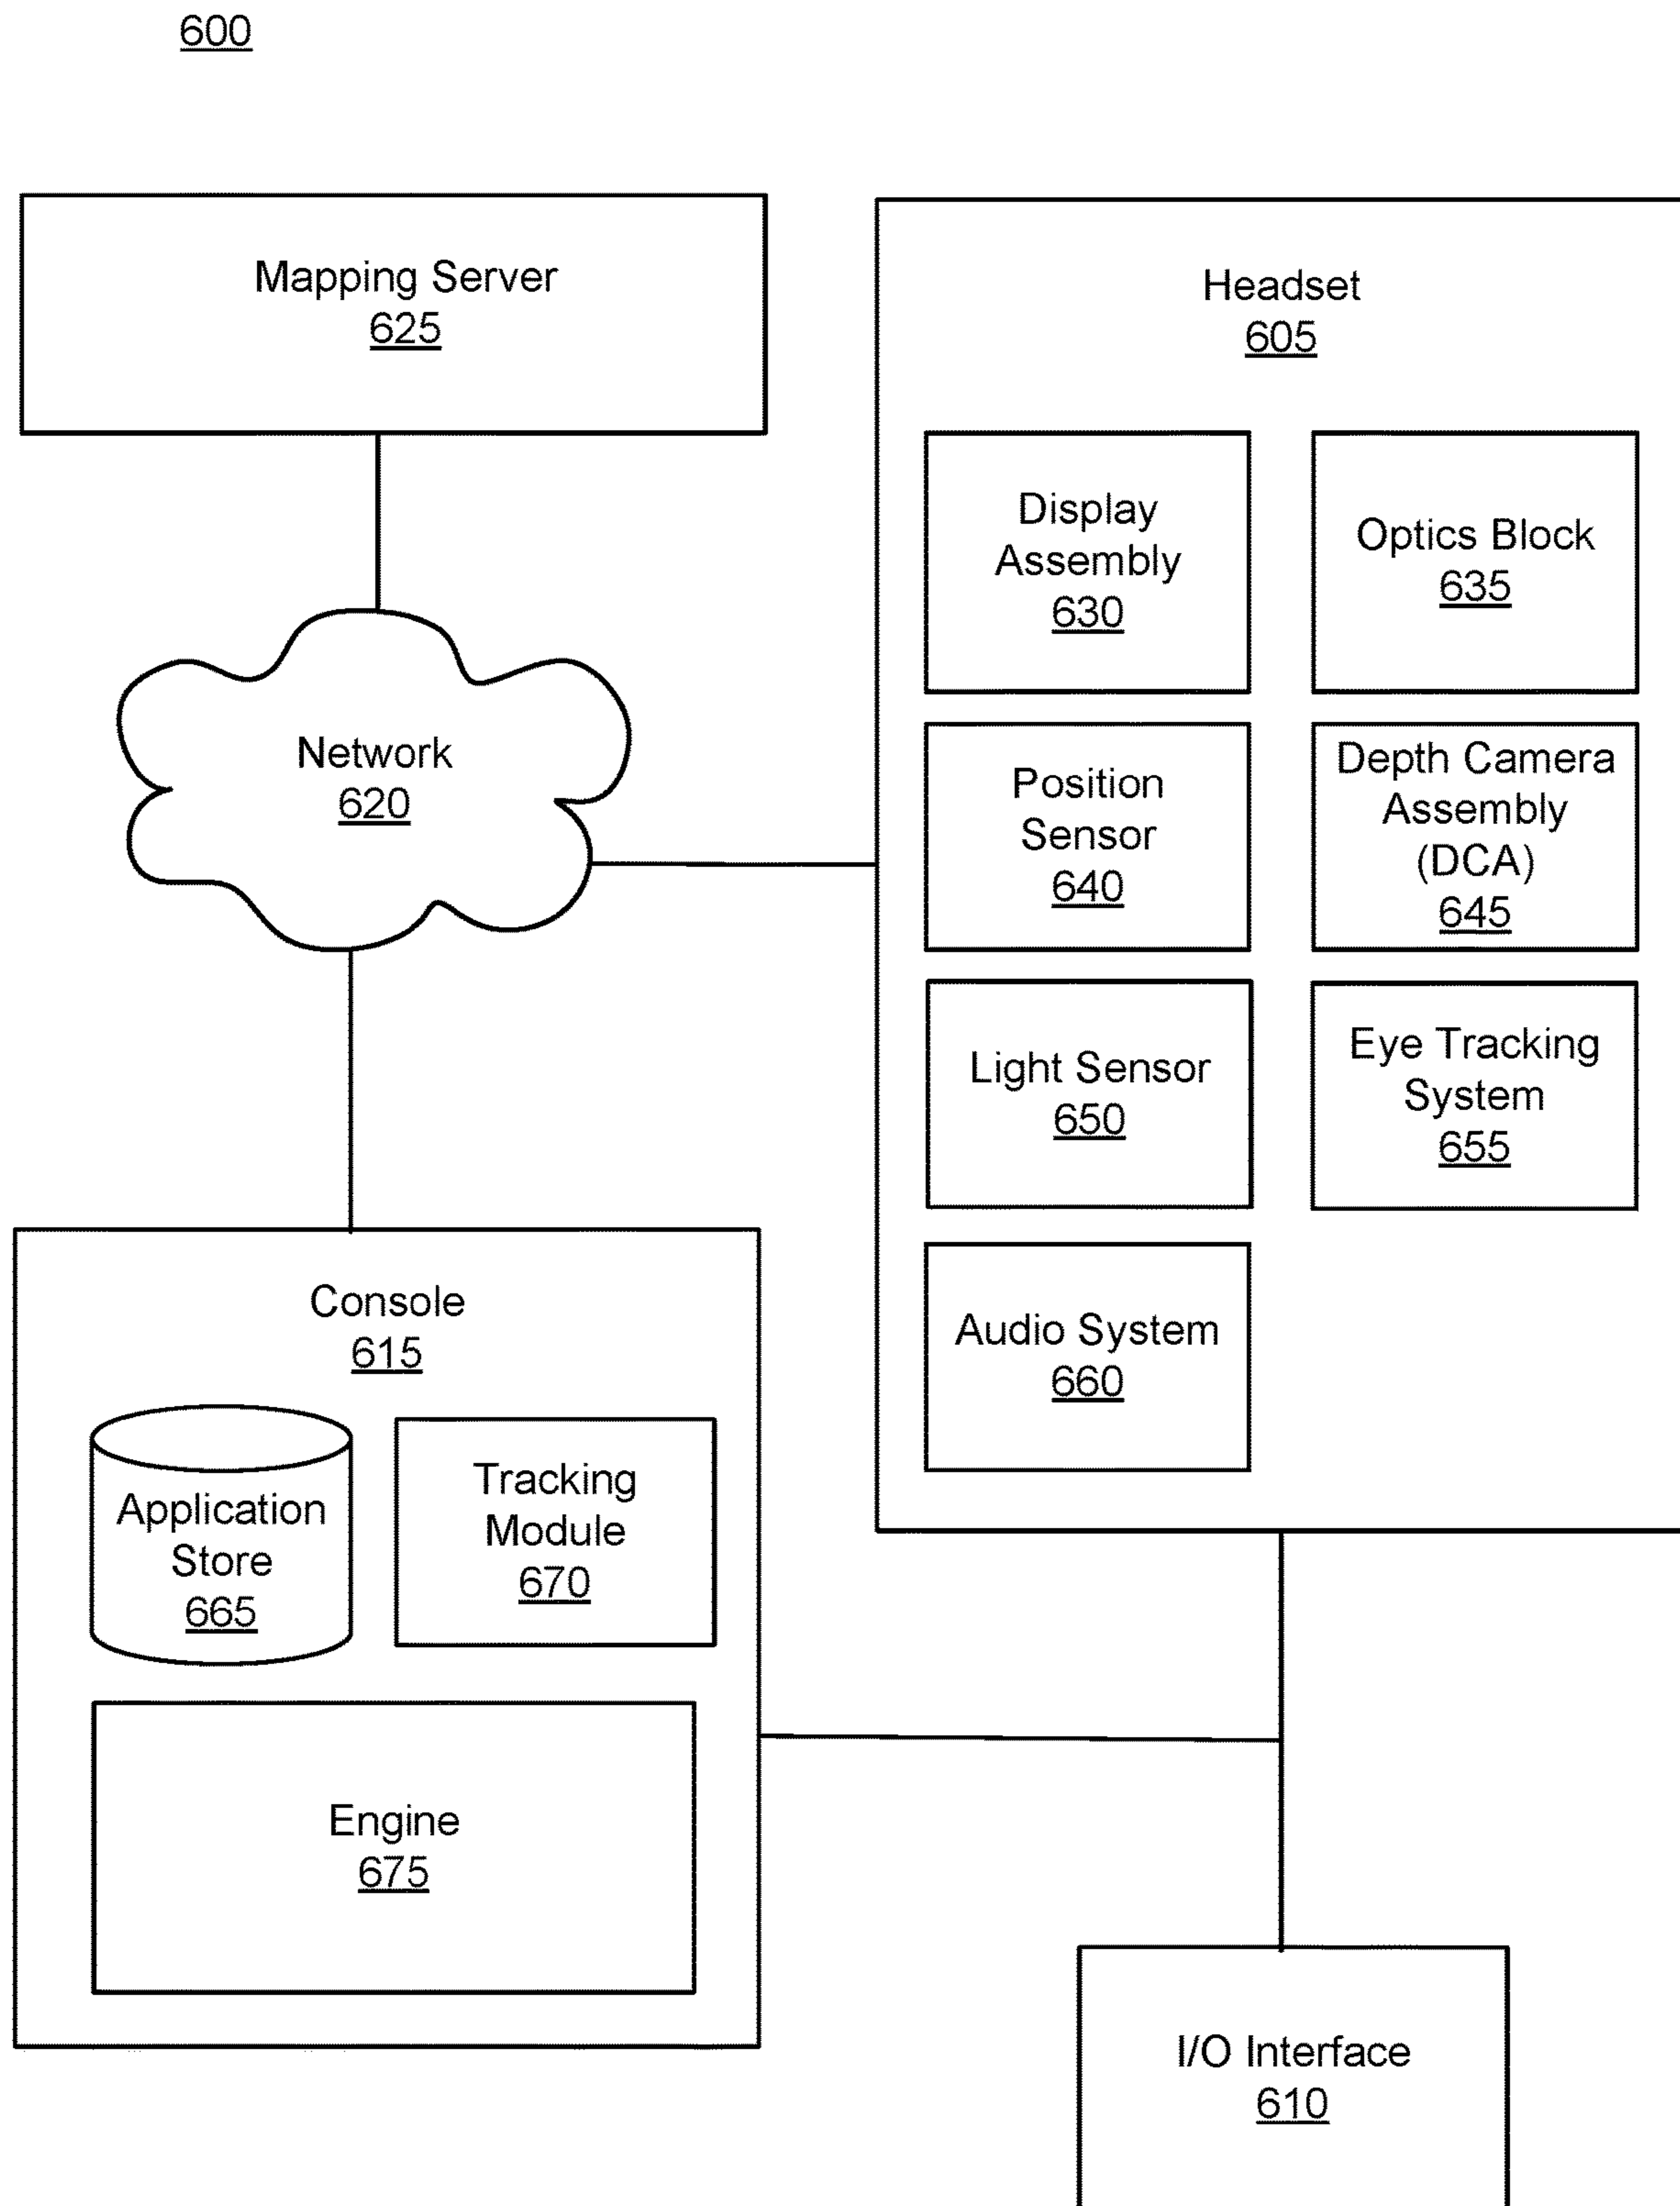 600
Mapping Server
625
Headset
605
Display
Assembly
630
Optics Block
635
Network
620
Position
Sensor
640
Depth Camera
Assembly
(DCA)
645
Light Sensor
650
Eye Tracking
System
655
Audio System
660
Console
615
Application
Store
665
Tracking
Module
670
Engine
675
I/O Interface
610